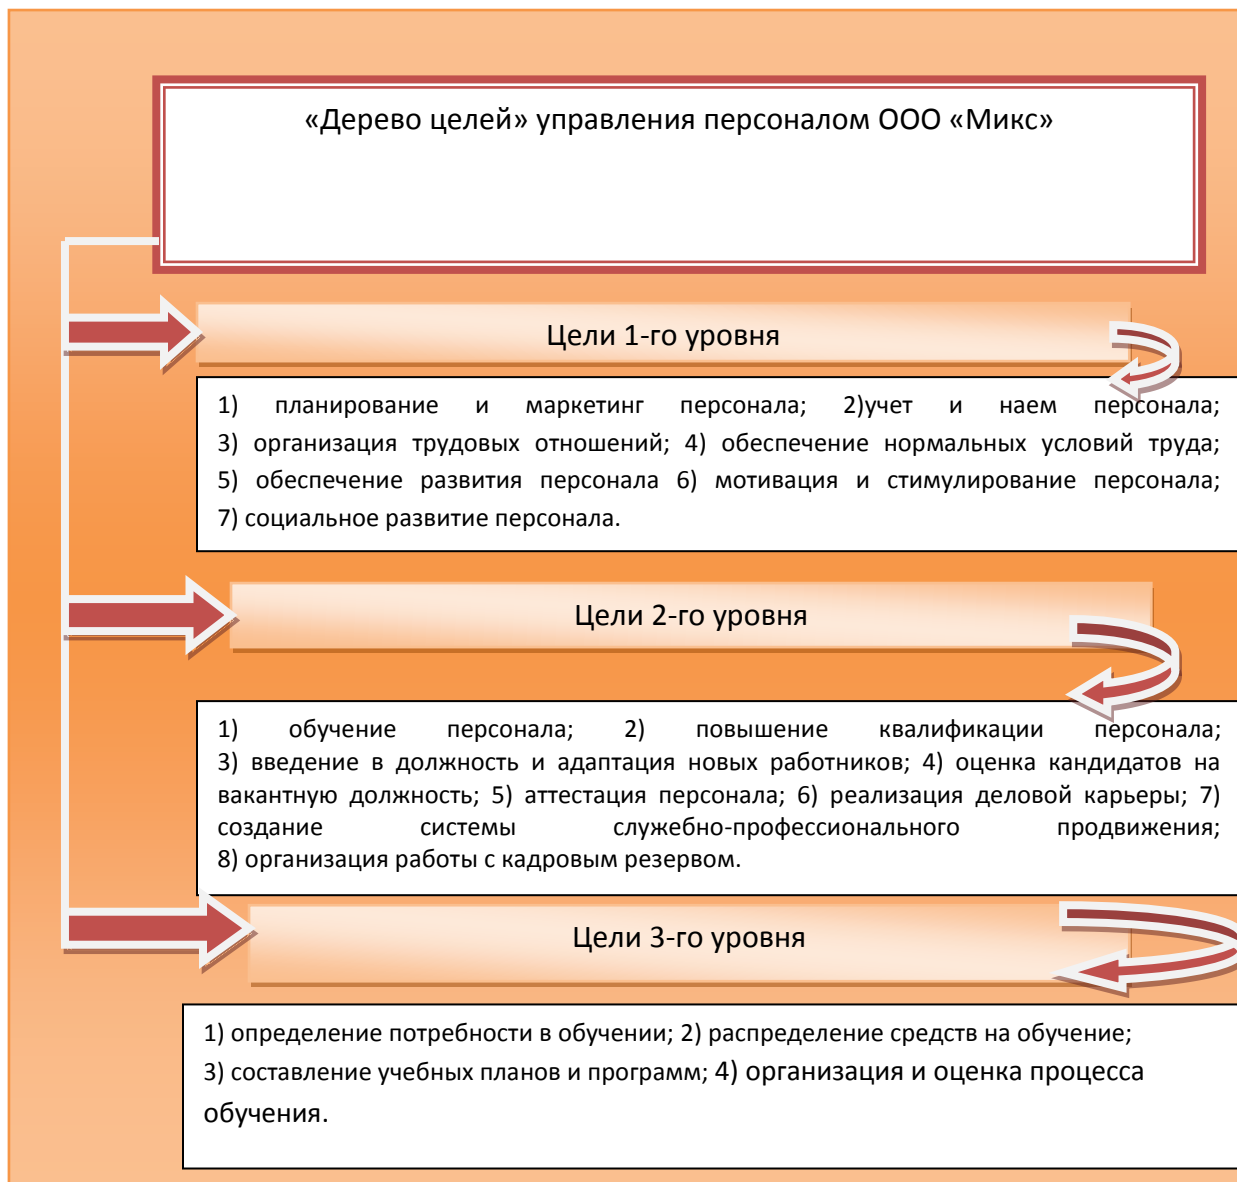 «Дерево целей» управления персоналом ООО «Микс»
Цели 1-го уровня
1) планирование и маркетинг персонала; 2)учет и наем персонала;
3) организация трудовых отношений; 4) обеспечение нормальных условий труда;
5) обеспечение развития персонала 6) мотивация и стимулирование персонала;
7) социальное развитие персонала.
Цели 2-го уровня
1) обучение персонала; 2) повышение квалификации персонала;
3) введение в должность и адаптация новых работников; 4) оценка кандидатов на
вакантную должность; 5) аттестация персонала; 6) реализация деловой карьеры; 7)
создание системы служебно-профессионального продвижения;
8) организация работы с кадровым резервом.
Цели 3-го уровня
1) определение потребности в обучении; 2) распределение средств на обучение;
3) составление учебных планов и программ; 4) организация и оценка процесса
обучения.